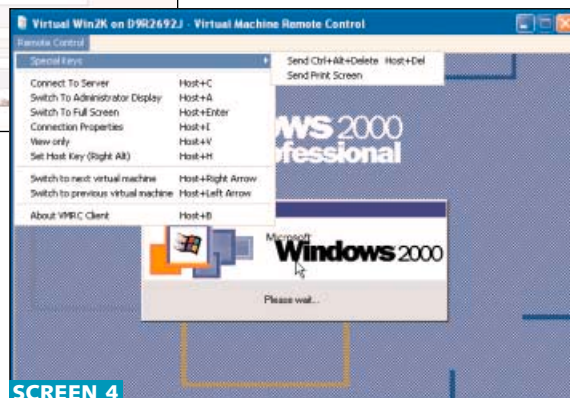 Virtual Win2K on D9R2692J - Virtual Machine Remote Control
Remote Control
Special Keys
Send Ctrl+Alt+Delete Host+Del
Send Print Screen
Connect To Server Host+C
Switch To Administrator Display Host+A
Switch To Full Screen Host+Enter
Connection Properties Host+I
View only Host+V
Set Host Key (Right Alt) Host+H
Switch to next virtual machine Host+Right Arrow
Switch to previous virtual machine Host+Left Arrow
About VMRC Client Host+B
ws 2000
fessional
Microsoft
Windows 2000
Please wait...
SCREEN 4